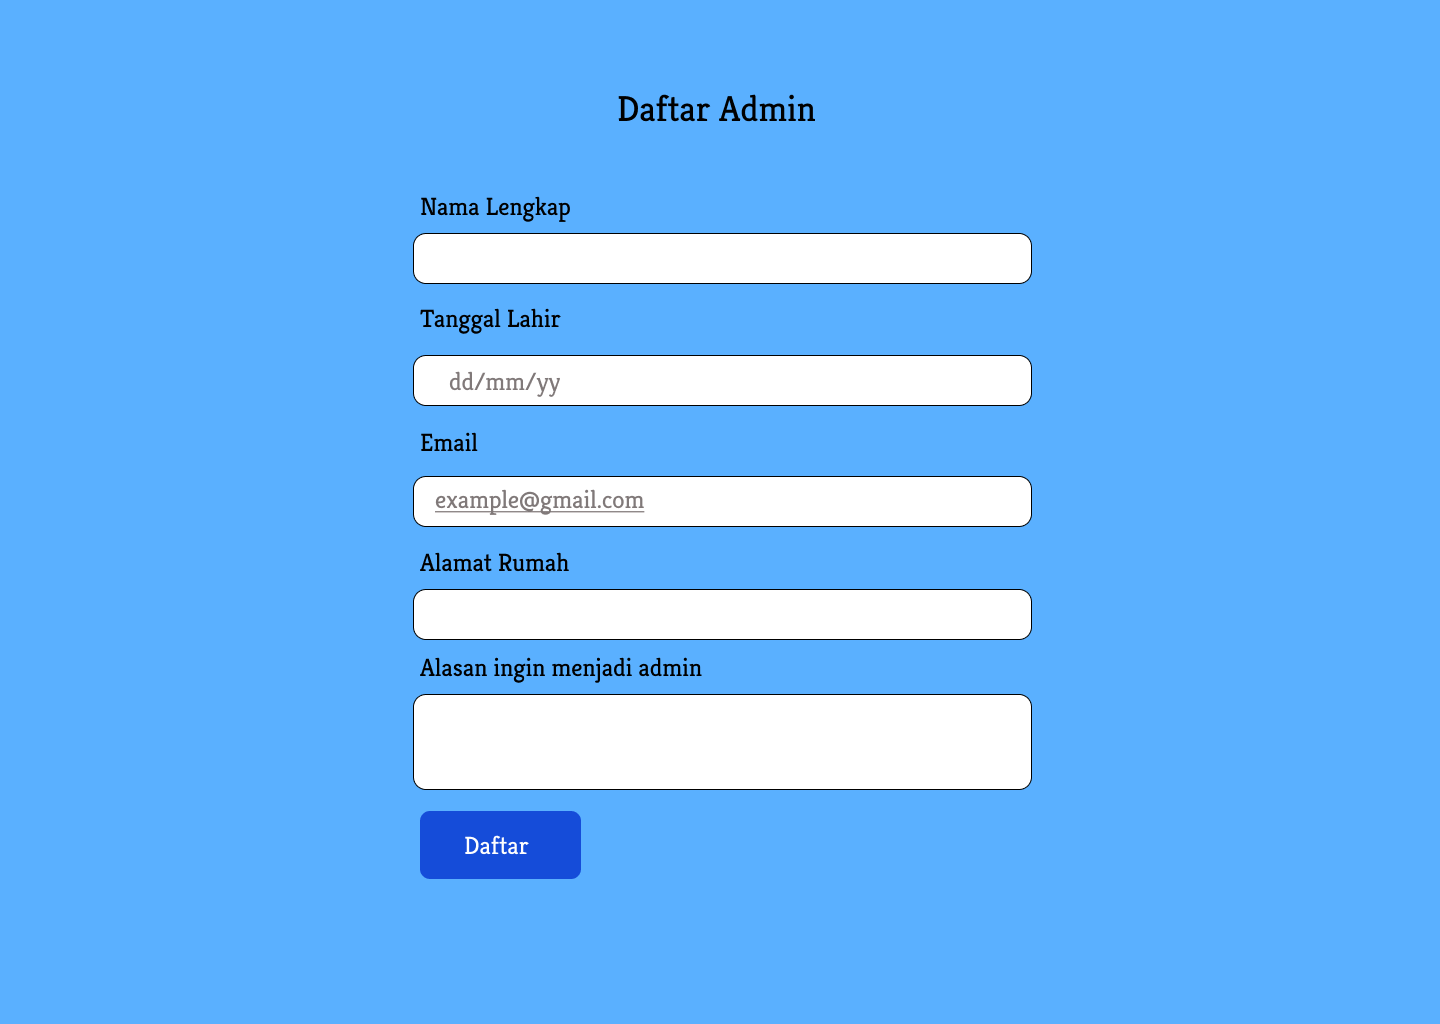 Daftar Admin
Nama Lengkap
Tanggal Lahir
dd/mm/yy
Email
example@gmail.com
Alamat Rumah
Alasan ingin menjadi admin
Daftar